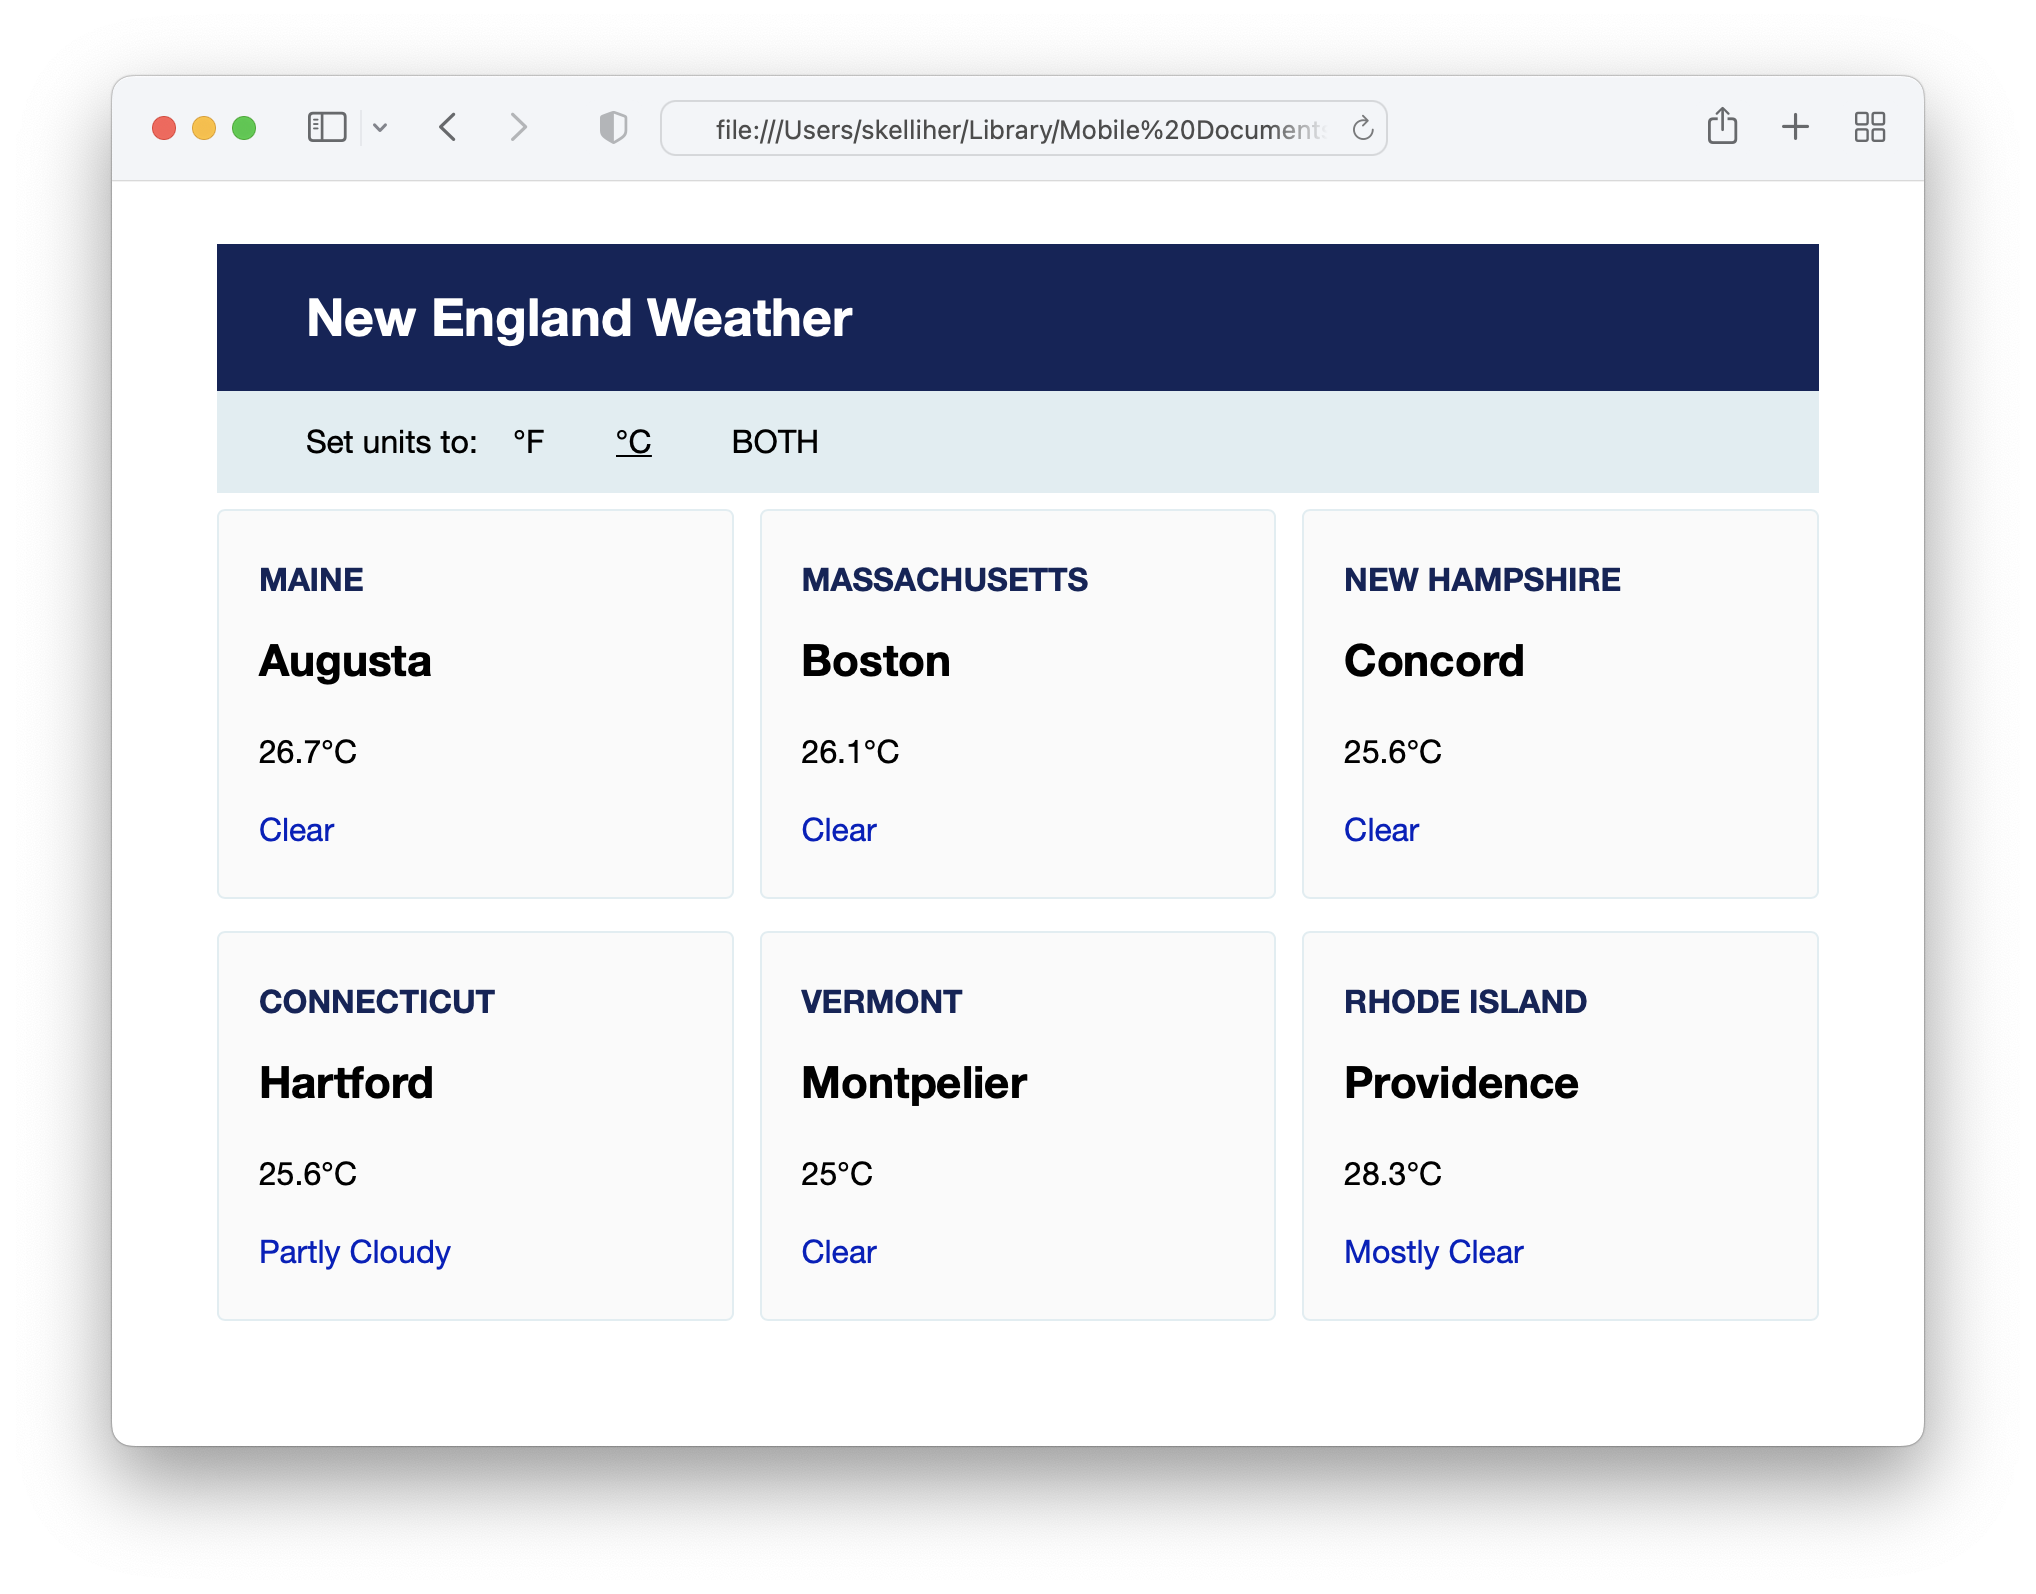 file:///Users/skelliher/Library/Mobile%20Documents
New England Weather
Set units to: °F °C BOTH
MAINE
Augusta
26.7°C
Clear
MASSACHUSETTS
Boston
26.1°C
Clear
NEW HAMPSHIRE
Concord
25.6°C
Clear
CONNECTICUT
Hartford
25.6°C
Partly Cloudy
VERMONT
Montpelier
25°C
Clear
RHODE ISLAND
Providence
28.3°C
Mostly Clear